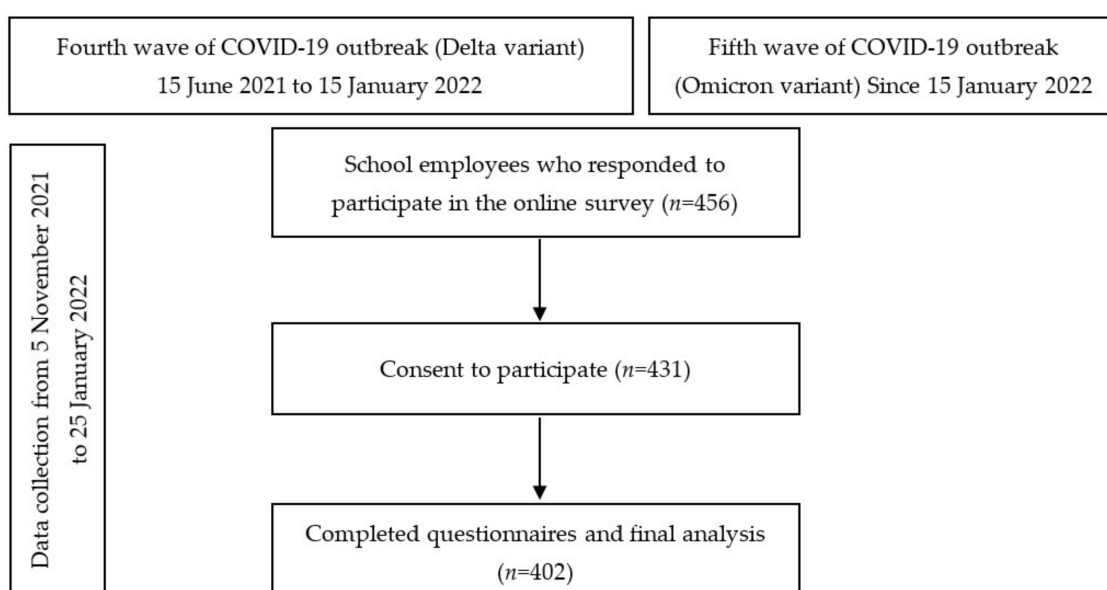 Fourth wave of COVID-19 outbreak (Delta variant)
15 June 2021 to 15 January 2022
Fifth wave of COVID-19 outbreak
(Omicron variant) Since 15 January 2022
Data collection from 5 November 2021
to 25 January 2022
School employees who responded to
participate in the online survey (n=456)
Consent to participate (n=431)
Completed questionnaires and final analysis
(n=402)